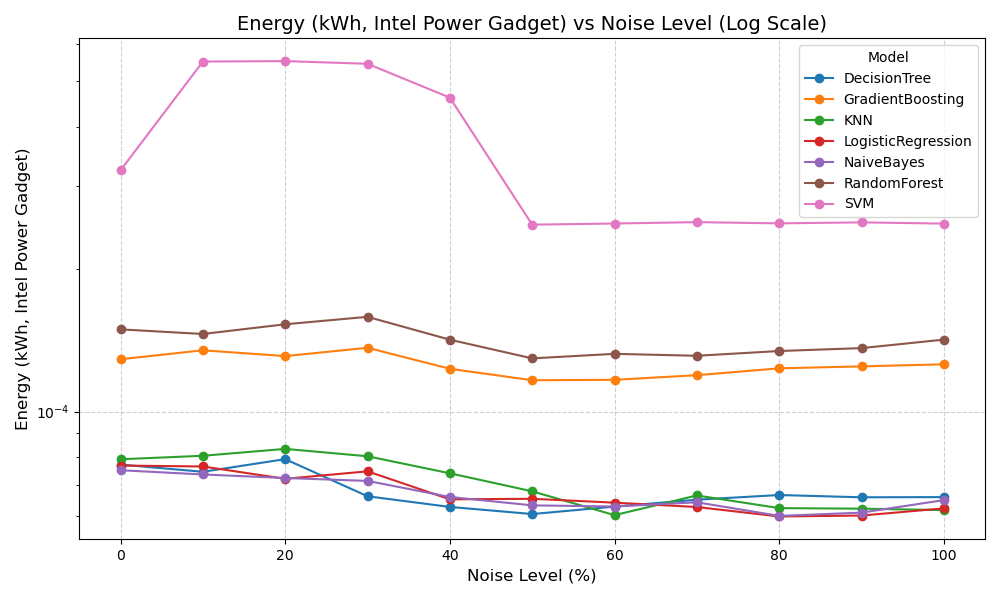 Energy (kWh, Intel Power Gadget) vs Noise Level (Log Scale)
Energy (kWh, Intel Power Gadget)
10⁻⁴
Model
DecisionTree
GradientBoosting
KNN
LogisticRegression
NaiveBayes
RandomForest
SVM
0 20 40 60 80 100
Noise Level (%)